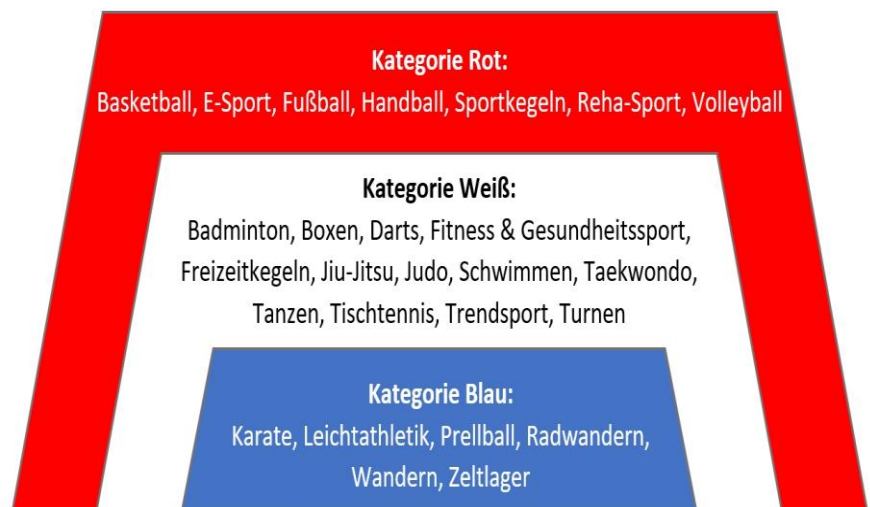 Kategorie Rot:
Basketball, E-Sport, Fußball, Handball, Sportkegeln, Reha-Sport, Volleyball
Kategorie Weiß:
Badminton, Boxen, Darts, Fitness & Gesundheitssport,
Freizeitkegeln, Jiu-Jitsu, Judo, Schwimmen, Taekwondo,
Tanzen, Tischtennis, Trendsport, Turnen
Kategorie Blau:
Karate, Leichtathletik, Prellball, Radwandern,
Wandern, Zeltlager